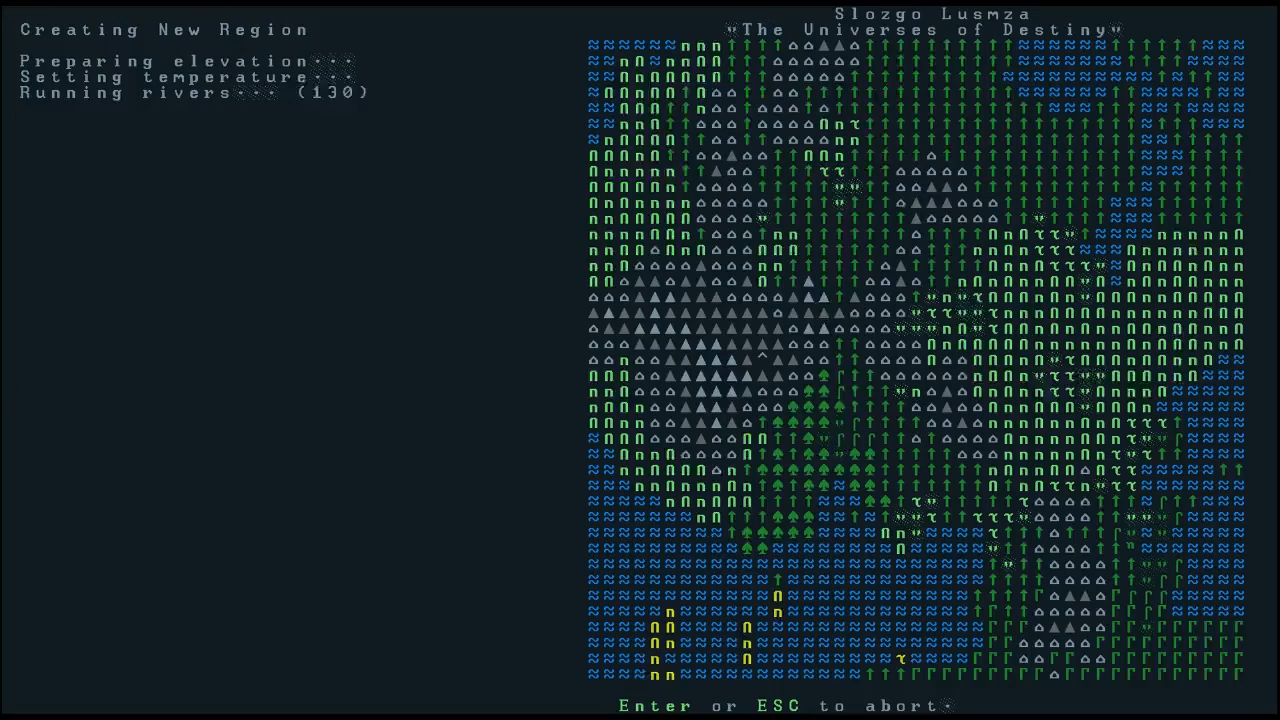 Slozgo Lusmza
Creating New Region
"The Universes of Destiny"
Preparing elevation...
Setting temperature...
Running rivers... (130)
Enter or ESC to abort.